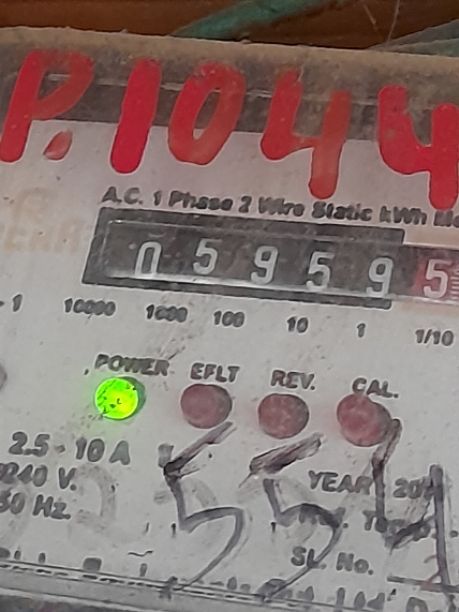 P.1044
A.C. 1 Phase 2 Wire Static kWh
0 5 9 5 9 5
10000 1000 100 10 1 1/10
POWER EFLT REV. CAL.
2.5 - 10 A
240 V. YEAR
50 Hz.
SL. No.